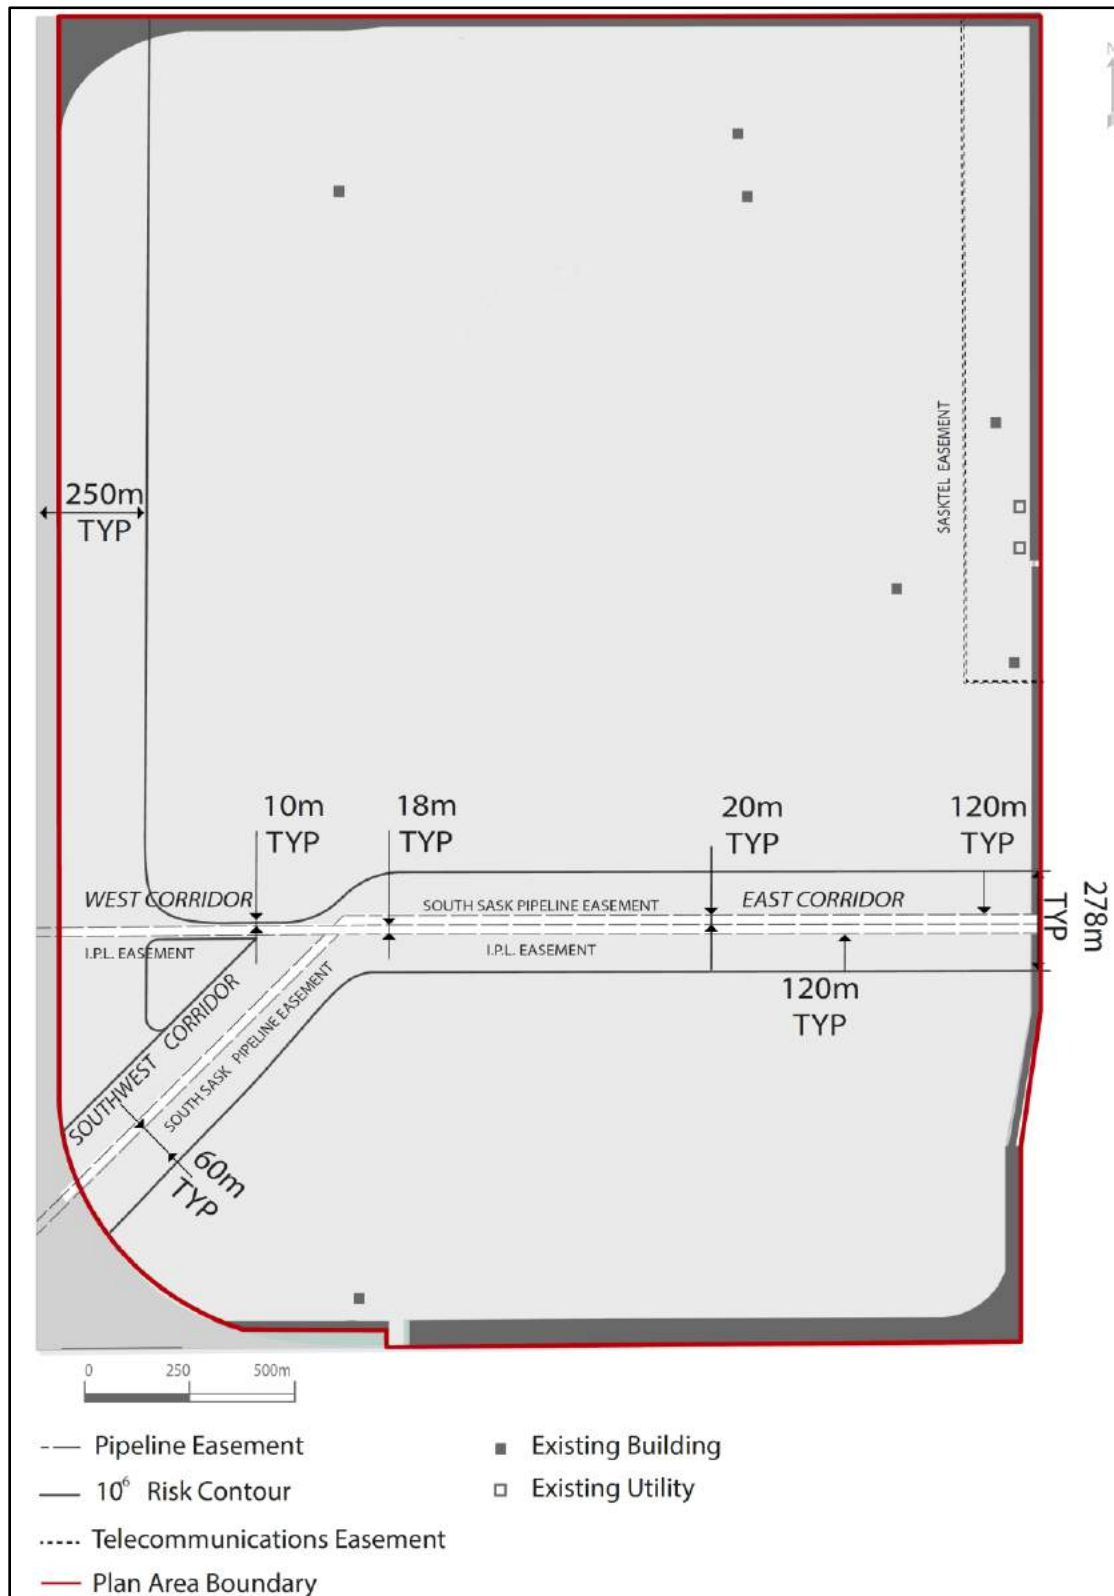 N
SASKTEL EASEMENT
250m
TYP
10m
TYP
18m
TYP
20m
TYP
120m
TYP
278m
TYP
WEST CORRIDOR
SOUTH SASK PIPELINE EASEMENT
EAST CORRIDOR
I.P.L. EASEMENT
I.P.L. EASEMENT
120m
TYP
SOUTHWEST CORRIDOR
SOUTH SASK PIPELINE EASEMENT
60m
TYP
0 250 500m
Pipeline Easement
Existing Building
10⁶ Risk Contour
Existing Utility
Telecommunications Easement
Plan Area Boundary